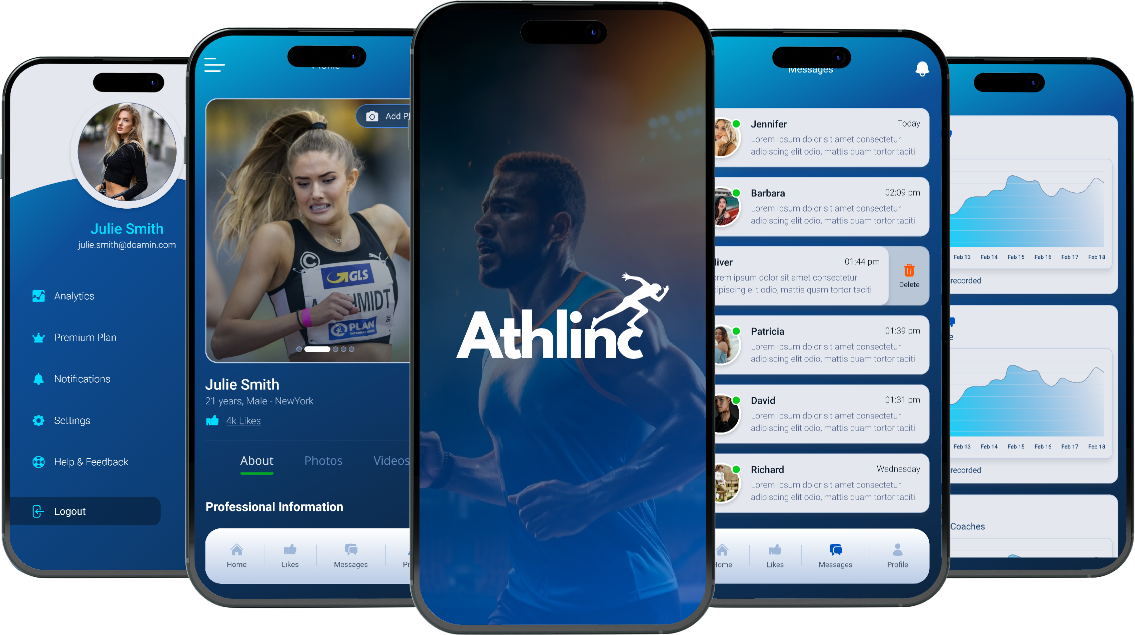 Julie Smith
julie.smith@doamin.com
Analytics
Premium Plan
Notifications
Settings
Help & Feedback
Logout
Profile
Add
GLS
PLAN
Julie Smith
21 years, Male - NewYork
4k Likes
About
Photos
Videos
Professional Information
Home
Likes
Messages
Athlinc
Messages
Jennifer
Today
Lorem ipsum dolor sit amet consectetur
adipiscing elit odio, mattis quam tortor taciti
Barbara
02:09 pm
Lorem ipsum dolor sit amet consectetur
adipiscing elit odio, mattis quam tortor taciti
liver
01:44 pm
em ipsum dolor sit amet consectetur
ipiscing elit odio, mattis quam tortor taciti
Delete
Patricia
01:39 pm
Lorem ipsum dolor sit amet consectetur
adipiscing elit odio, mattis quam tortor taciti
David
01:31 pm
Lorem ipsum dolor sit amet consectetur
adipiscing elit odio, mattis quam tortor taciti
Richard
Wednesday
Lorem ipsum dolor sit amet consectetur
adipiscing elit odio, mattis quam tortor taciti
ome
Likes
Messages
Profile
Feb 13 Feb 14 Feb 15 Feb 16 Feb 17 Feb 18
recorded
Feb 13 Feb 14 Feb 15 Feb 16 Feb 17 Feb 18
recorded
Coaches